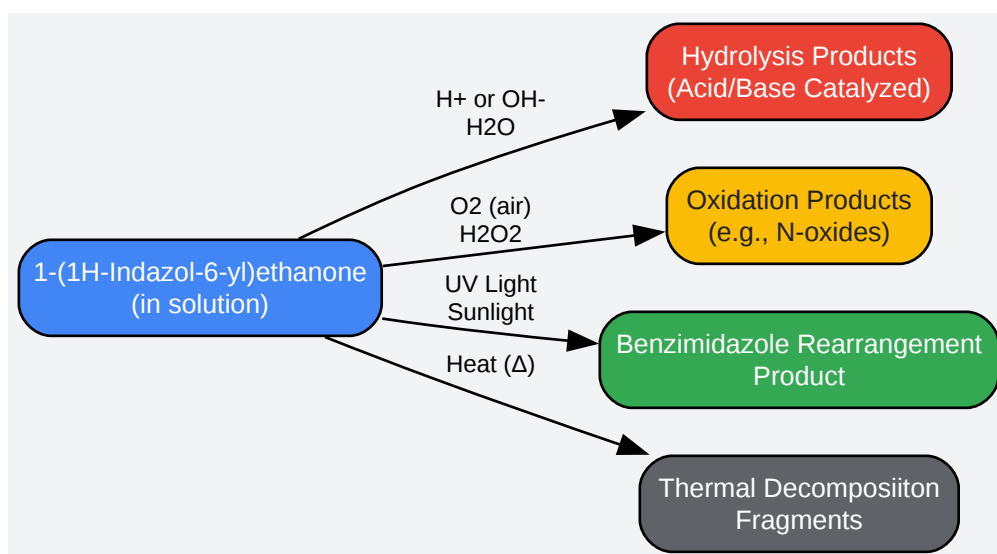 Hydrolysis Products
(Acid/Base Catalyzed)
H+ or OH-
H2O
O2 (air)
H2O2
Oxidation Products
(e.g., N-oxides)
1-(1H-Indazol-6-yl)ethanone
(in solution)
UV Light
Sunlight
Benzimidazole Rearrangement
Product
Heat (Δ)
Thermal Decomposiiton
Fragments